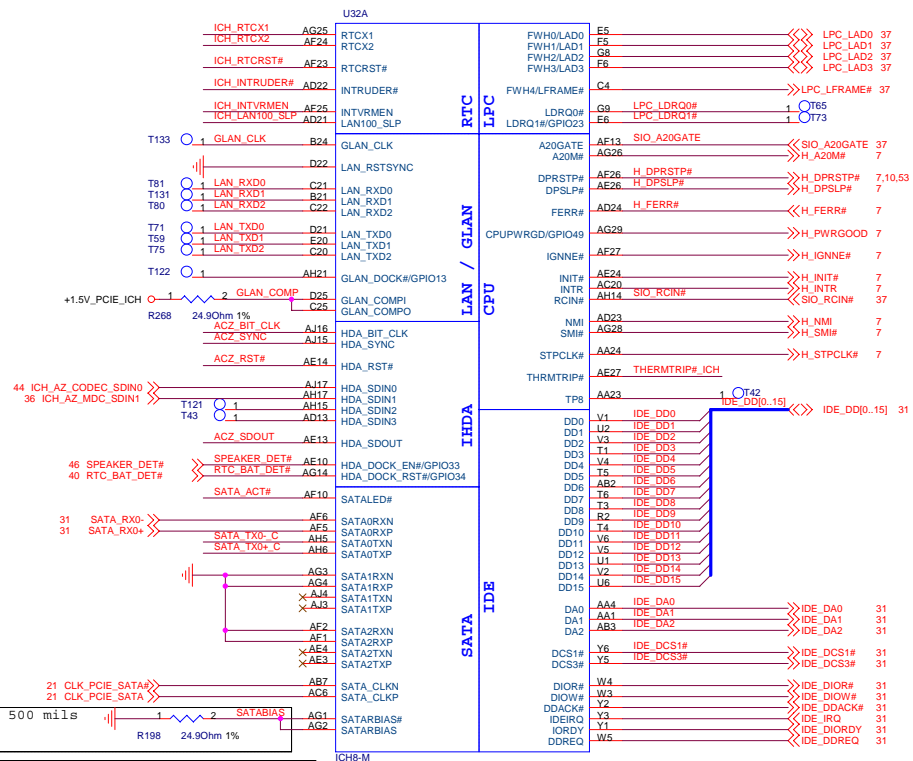 U32A
ICH_RTCX1 AG25 RTCX1 FWH0/LAD0 E5 LPC_LAD0 37
ICH_RTCX2 AF24 RTCX2 FWH1/LAD1 F5 LPC_LAD1 37
FWH2/LAD2 G8 LPC_LAD2 37
ICH_RTCRST# AF23 RTCRST# FWH3/LAD3 F6 LPC_LAD3 37
ICH_INTRUDER# AD22 INTRUDER# FWH4/LFRAME# C4 LPC_LFRAME# 37
RTC LPC
ICH_INTVRMEN AF25 INTVRMEN LDRQ0# G9 LPC_LDRQ0# 1 T65
ICH_LAN100_SLP AD21 LAN100_SLP LDRQ1#/GPIO23 E6 LPC_LDRQ1# 1 T73
T133 1 GLAN_CLK B24 GLAN_CLK A20GATE AF13 SIO_A20GATE SIO_A20GATE 37
A20M# AG26 H_A20M# 7
D22 LAN_RSTSYNC
DPRSTP# AF26 H_DPRSTP# H_DPRSTP# 7,10,53
T81 1 LAN_RXD0 C21 LAN_RXD0 DPSLP# AE26 H_DPSLP# H_DPSLP# 7
T131 1 LAN_RXD1 B21 LAN_RXD1
T80 1 LAN_RXD2 C22 LAN_RXD2 FERR# AD24 H_FERR# H_FERR# 7
T71 1 LAN_TXD0 D21 LAN_TXD0 CPUPWRGD/GPIO49 AG29 H_PWRGOOD 7
T59 1 LAN_TXD1 E20 LAN_TXD1
T75 1 LAN_TXD2 C20 LAN_TXD2 IGNNE# AF27 H_IGNNE# 7
LAN / GLAN CPU
T122 1 AH21 GLAN_DOCK#/GPIO13 INIT# AE24 H_INIT# 7
INTR AC20 H_INTR 7
+1.5V_PCIE_ICH 1 2 GLAN_COMP D25 GLAN_COMPI RCIN# AH14 SIO_RCIN# SIO_RCIN# 37
C25 GLAN_COMPO
R268 24.9Ohm 1%
NMI AD23 H_NMI 7
ACZ_BIT_CLK AJ16 HDA_BIT_CLK SMI# AG28 H_SMI# 7
ACZ_SYNC AJ15 HDA_SYNC
STPCLK# AA24 H_STPCLK# 7
ACZ_RST# AE14 HDA_RST#
THRMTRIP# AE27 THERMTRIP#_ICH
44 ICH_AZ_CODEC_SDIN0 AJ17 HDA_SDIN0
36 ICH_AZ_MDC_SDIN1 AH17 HDA_SDIN1 TP8 AA23 1 T42
T121 1 AH15 HDA_SDIN2 IDE_DD[0..15] IDE_DD[0..15] 31
T43 1 AD13 HDA_SDIN3 DD0 V1 IDE_DD0
IHDA
DD1 U2 IDE_DD1
ACZ_SDOUT AE13 HDA_SDOUT DD2 V3 IDE_DD2
DD3 T1 IDE_DD3
46 SPEAKER_DET# SPEAKER_DET# AE10 HDA_DOCK_EN#/GPIO33 DD4 V4 IDE_DD4
40 RTC_BAT_DET# RTC_BAT_DET# AG14 HDA_DOCK_RST#/GPIO34 DD5 T5 IDE_DD5
DD6 AB2 IDE_DD6
SATA_ACT# AF10 SATALED# DD7 T6 IDE_DD7
DD8 T3 IDE_DD8
31 SATA_RX0- AF6 SATA0RXN DD9 R2 IDE_DD9
31 SATA_RX0+ AF5 SATA0RXP DD10 T4 IDE_DD10
SATA_TX0-_C AH5 SATA0TXN DD11 V6 IDE_DD11
SATA_TX0+_C AH6 SATA0TXP DD12 V5 IDE_DD12
DD13 U1 IDE_DD13
AG3 SATA1RXN DD14 V2 IDE_DD14
AG4 SATA1RXP DD15 U6 IDE_DD15
AJ4 SATA1TXN
AJ3 SATA1TXP DA0 AA4 IDE_DA0 IDE_DA0 31
DA1 AA1 IDE_DA1 IDE_DA1 31
AF2 SATA2RXN DA2 AB3 IDE_DA2 IDE_DA2 31
AF1 SATA2RXP
SATA IDE
AE4 SATA2TXN DCS1# Y6 IDE_DCS1# IDE_DCS1# 31
AE3 SATA2TXP DCS3# Y5 IDE_DCS3# IDE_DCS3# 31
21 CLK_PCIE_SATA# AB7 SATA_CLKN DIOR# W4 IDE_DIOR# 31
21 CLK_PCIE_SATA AC6 SATA_CLKP DIOW# W3 IDE_DIOW# 31
DDACK# Y2 IDE_DDACK# 31
500 mils 1 2 SATABIAS AG1 SATARBIAS# IDEIRQ Y3 IDE_IRQ 31
AG2 SATARBIAS IORDY Y1 IDE_DIORDY 31
R198 24.9Ohm 1% DDREQ W5 IDE_DDREQ 31
ICH8-M